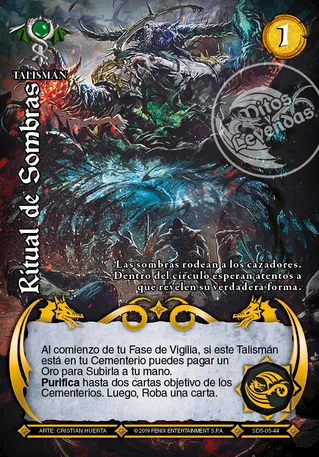 1
TALISMÁN
Mitos y Leyendas
Ritual de Sombras
Las sombras rodean a los cazadores.
Dentro del círculo esperan atentos a
que revelen su verdadera forma.
Al comienzo de tu Fase de Vigilia, si este Talismán
está en tu Cementerio puedes pagar un
Oro para Subirla a tu mano.
Purifica hasta dos cartas objetivo de los
Cementerios. Luego, Roba una carta.
ARTE: CRISTIAN HUERTA
© 2019 FENIX ENTERTAINMENT S.P.A.
SD5-05-44